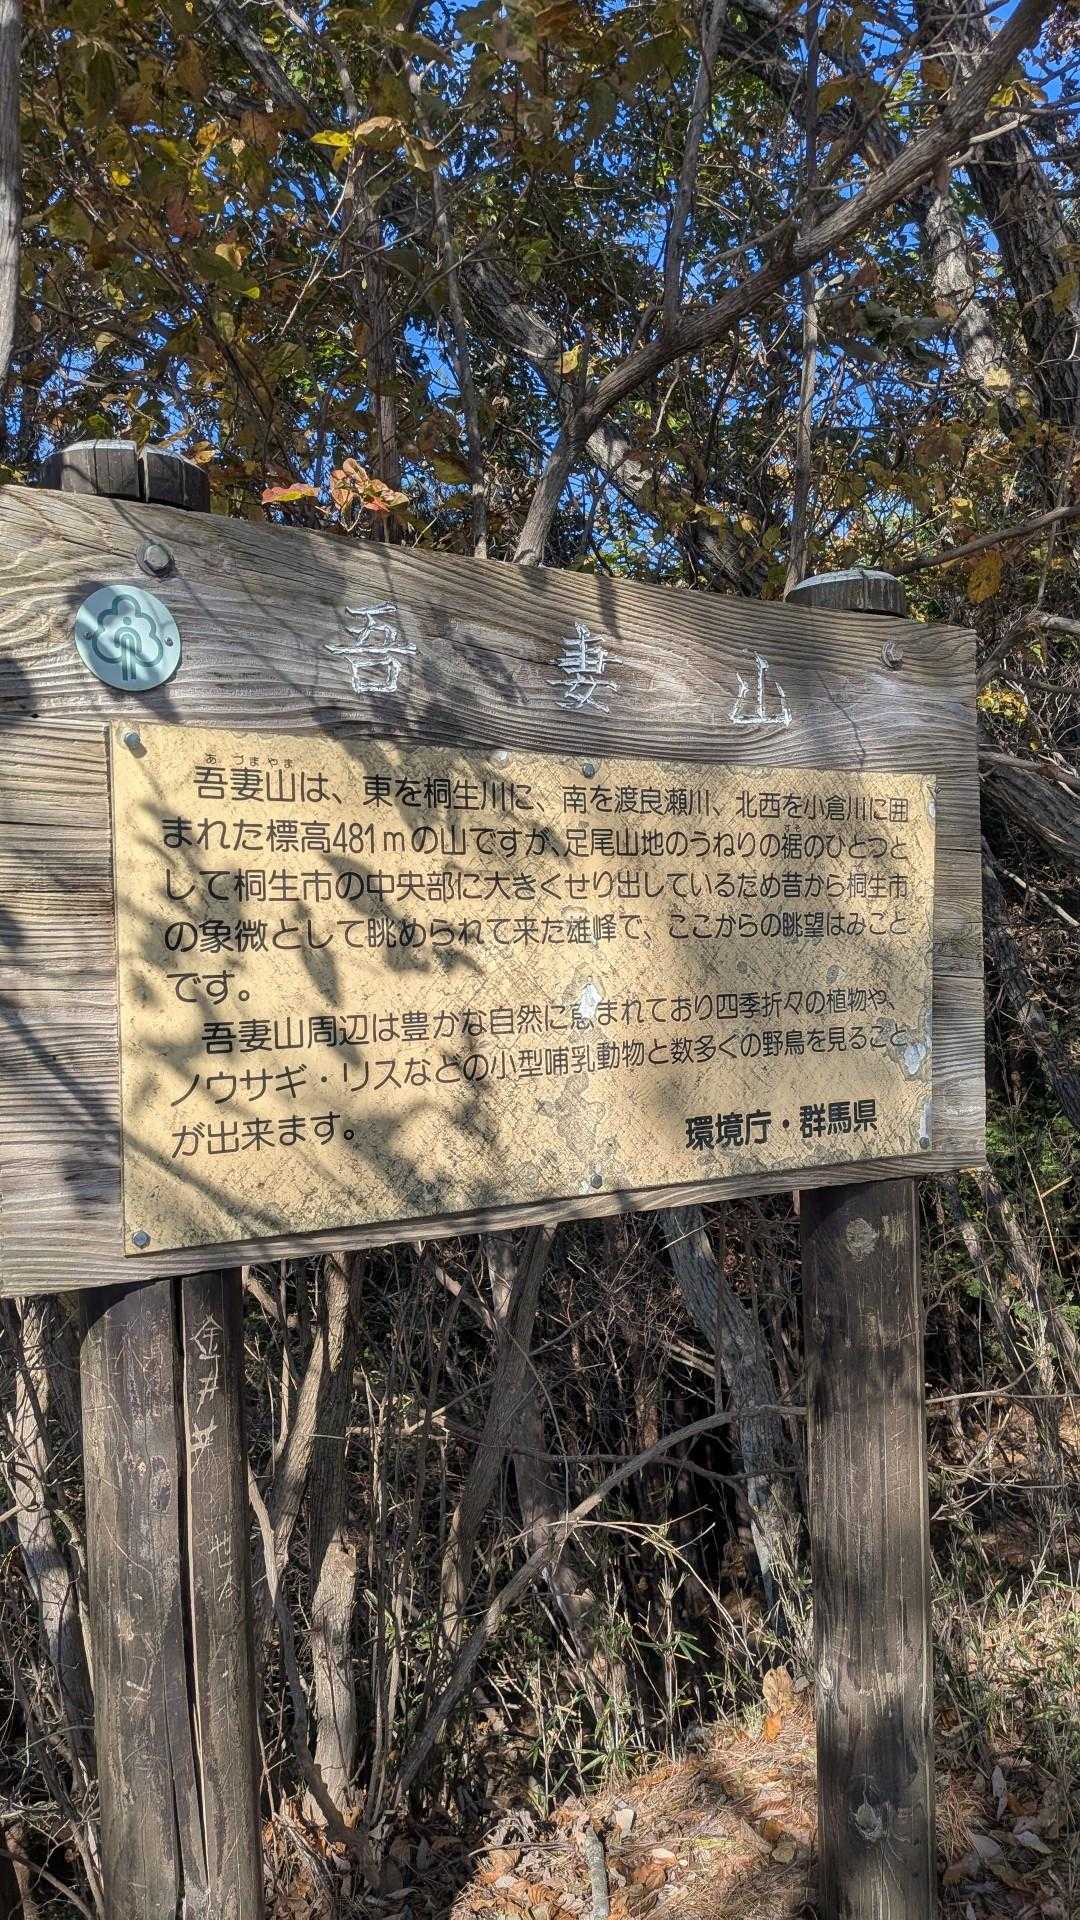 吾妻山
あづまやま
吾妻山は、東を桐生川に、南を渡良瀬川、北西を小倉川に囲
まれた標高481mの山ですが、足尾山地のうねりの裾のひとつと
して桐生市の中央部に大きくせり出しているため昔から桐生市
の象徴として眺められて来た雄峰で、ここからの眺望はみこと
です。
吾妻山周辺は豊かな自然に恵まれており四季折々の植物や、
ノウサギ・リスなどの小型哺乳動物と数多くの野鳥を見ること
が出来ます。
環境庁・群馬県